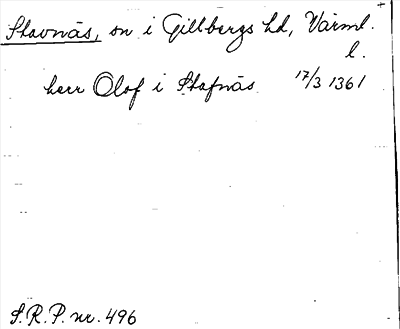 Stavnäs, sn i Gillbergs hd, Värml.
l.
herr Olof i Stafnäs 17/3 1361
S.R.P. nr. 496